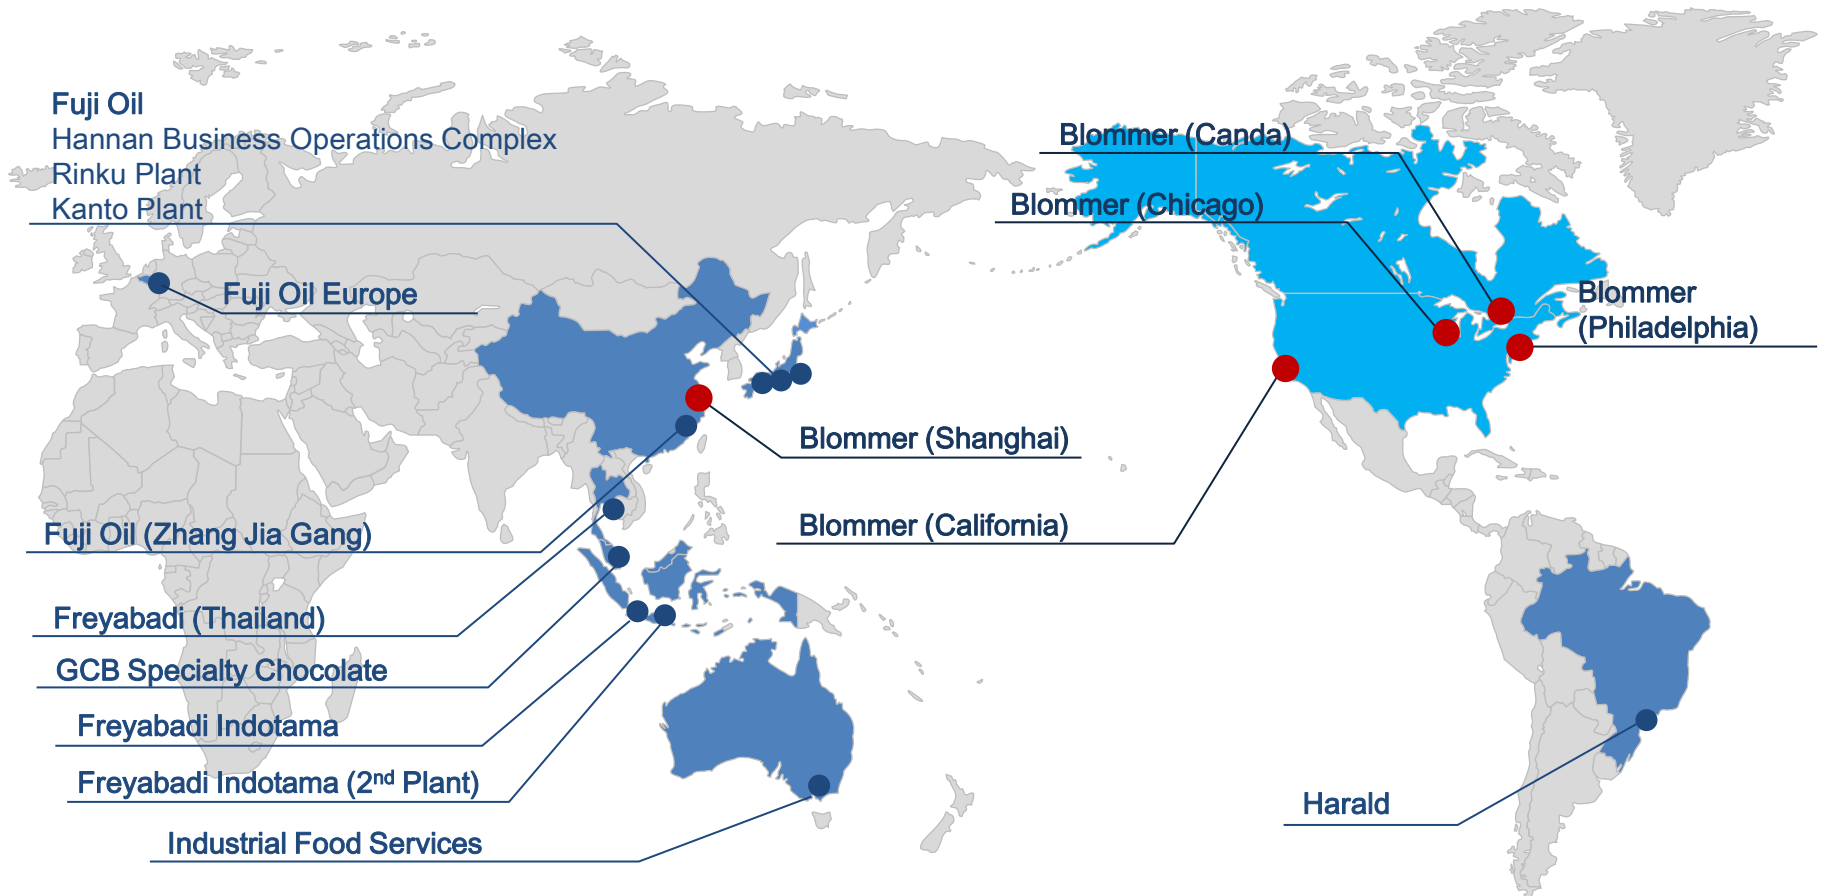 Fuji Oil
Hannan Business Operations Complex
Rinku Plant
Kanto Plant
Fuji Oil Europe
Blommer (Canda)
Blommer (Chicago)
Blommer
(Philadelphia)
Blommer (Shanghai)
Blommer (California)
Fuji Oil (Zhang Jia Gang)
Freyabadi (Thailand)
GCB Specialty Chocolate
Freyabadi Indotama
Freyabadi Indotama (2nd Plant)
Industrial Food Services
Harald